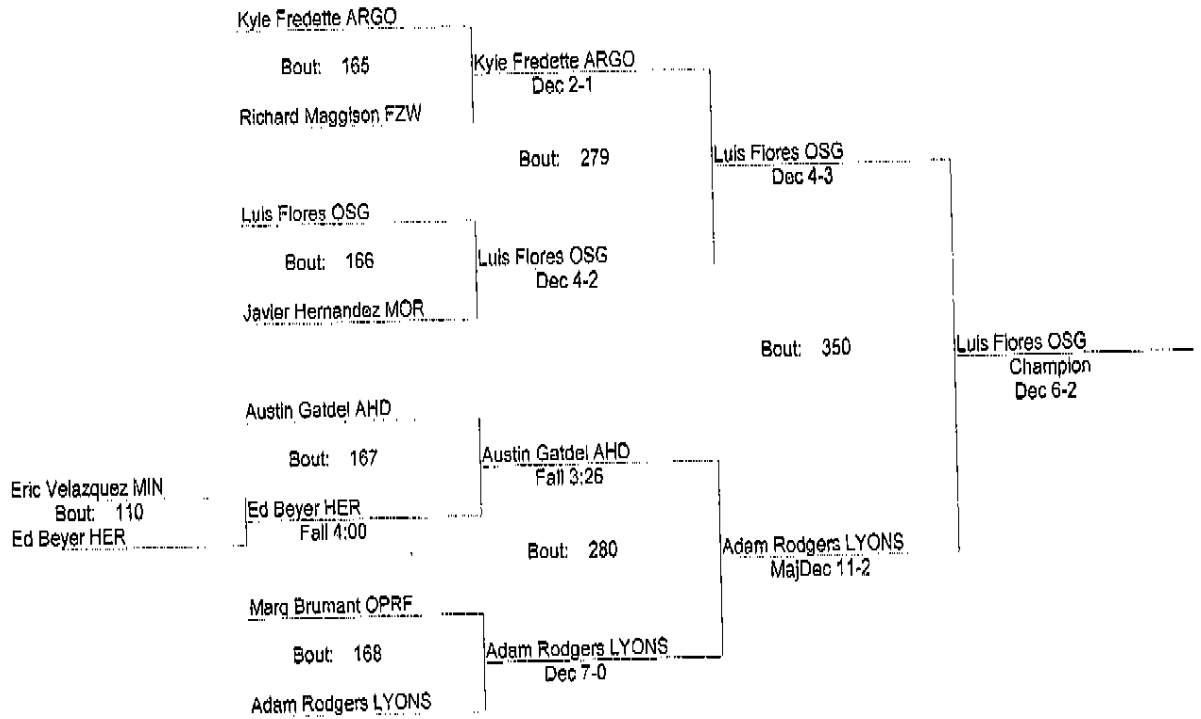 Kyle Fredette ARGO
Bout: 165
Kyle Fredette ARGO
Dec 2-1
Richard Maggison FZW
Bout: 279
Luis Flores OSG
Dec 4-3
Luis Flores OSG
Bout: 166
Luis Flores OSG
Dec 4-2
Javier Hernandez MOR
Bout: 350
Luis Flores OSG
Champion
Dec 6-2
Austin Gatdel AHD
Bout: 167
Austin Gatdel AHD
Fall 3:26
Eric Velazquez MIN
Bout: 110
Ed Beyer HER
Ed Beyer HER
Fall 4:00
Bout: 280
Adam Rodgers LYONS
MajDec 11-2
Marq Brumant OPRF
Bout: 168
Adam Rodgers LYONS
Dec 7-0
Adam Rodgers LYONS